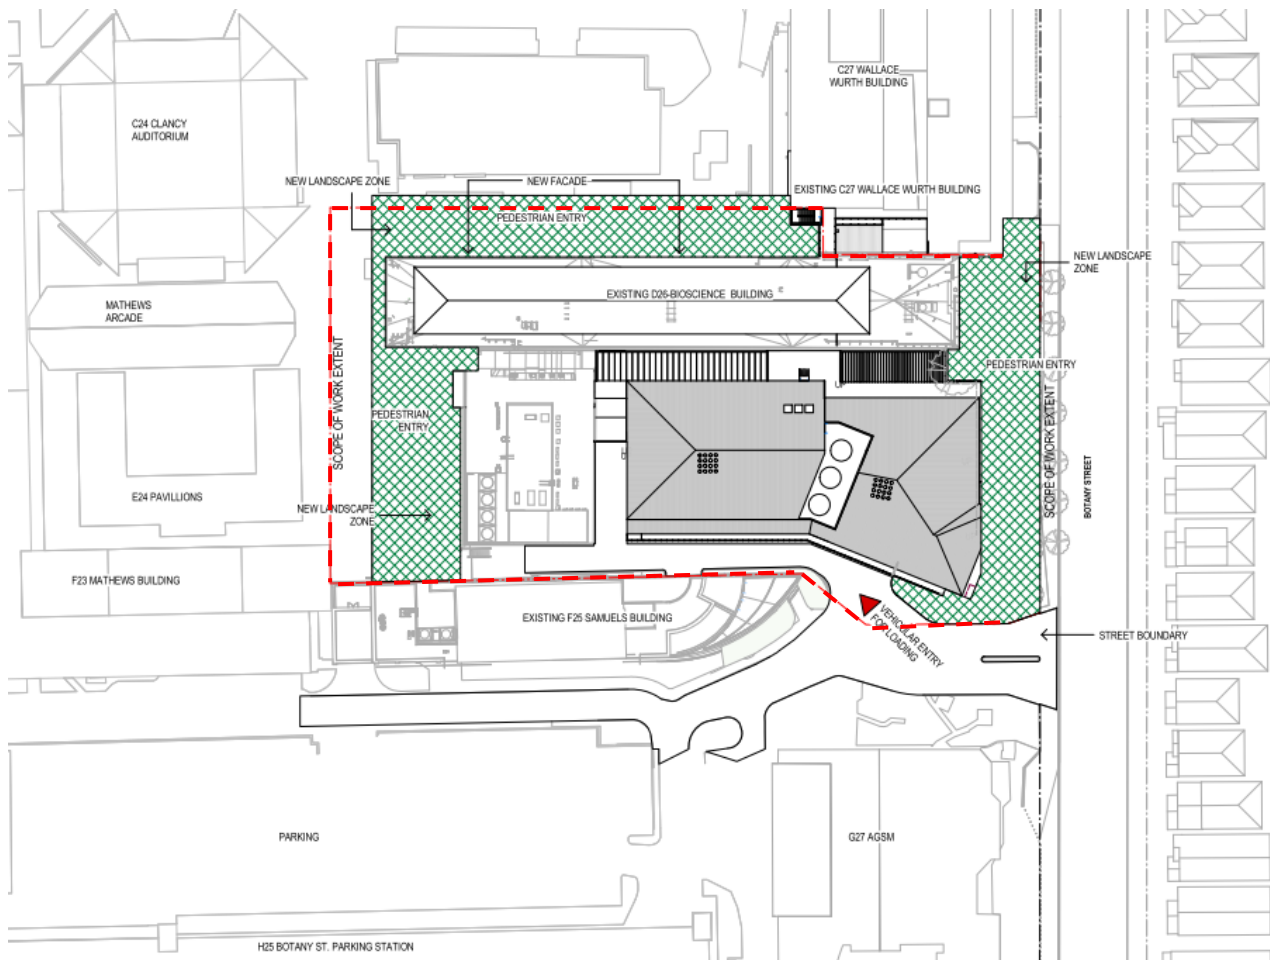 C27 WALLACE
WURTH BUILDING
C24 CLANCY
AUDITORIUM
NEW LANDSCAPE ZONE
NEW FACADE
EXISTING C27 WALLACE WURTH BUILDING
PEDESTRIAN ENTRY
NEW LANDSCAPE
ZONE
EXISTING D26-BIOSCIENCE BUILDING
MATHEWS
ARCADE
PEDESTRIAN ENTRY
SCOPE OF WORK EXTENT
PEDESTRIAN
ENTRY
SCOPE OF WORK EXTENT
BOTANY STREET
E24 PAVILLIONS
NEW LANDSCAPE
ZONE
F23 MATHEWS BUILDING
EXISTING F25 SAMUELS BUILDING
VEHICULAR ENTRY
FOR LOADING
STREET BOUNDARY
PARKING
G27 AGSM
H25 BOTANY ST. PARKING STATION